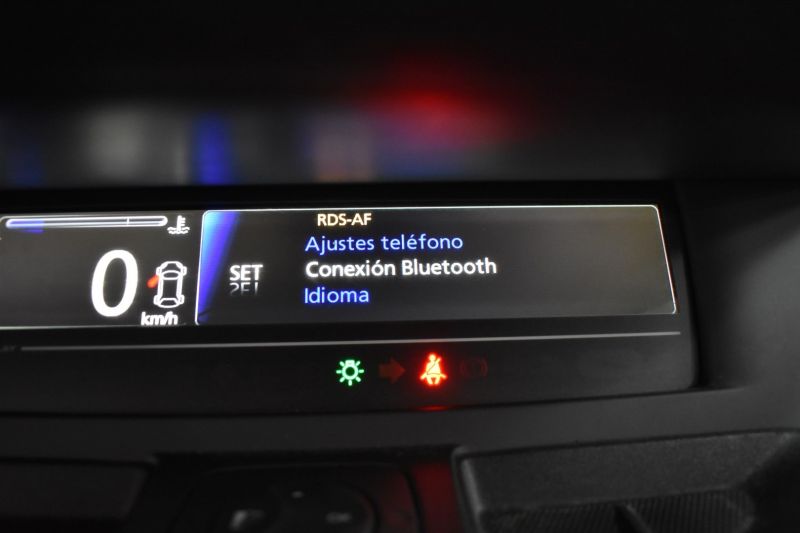 RDS-AF
Ajustes teléfono
SET
Conexión Bluetooth
Idioma
0
km/h